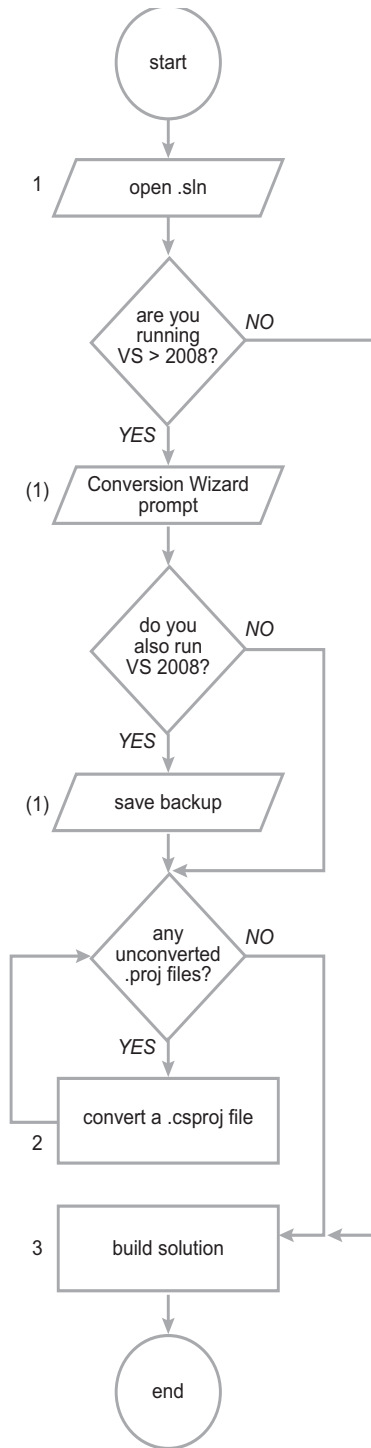 start
1
open .sln
are you
running
VS > 2008?
NO
YES
(1)
Conversion Wizard
prompt
do you
also run
VS 2008?
NO
YES
(1)
save backup
any
unconverted
.proj files?
NO
YES
convert a .csproj file
2
3
build solution
end